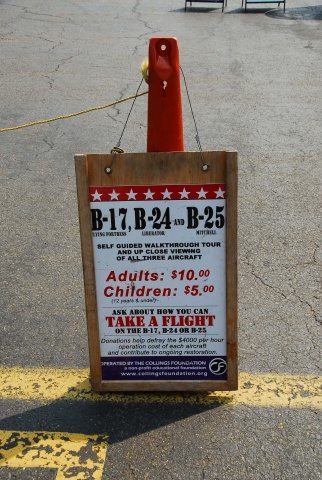 B-17, B-24 AND B-25
FLYING FORTRESS LIBERATOR MITCHELL
SELF GUIDED WALKTHROUGH TOUR
AND UP CLOSE VIEWING
OF ALL THREE AIRCRAFT
Adults: $10.00
Children: $5.00
(12 years & under)
ASK ABOUT HOW YOU CAN
TAKE A FLIGHT
ON THE B-17, B-24 OR B-25
Donations help defray the $4000 per hour
operation cost of each aircraft
and contribute to ongoing restoration.
OPERATED BY THE COLLINGS FOUNDATION
a non-profit educational foundation
www.collingsfoundation.org
CF